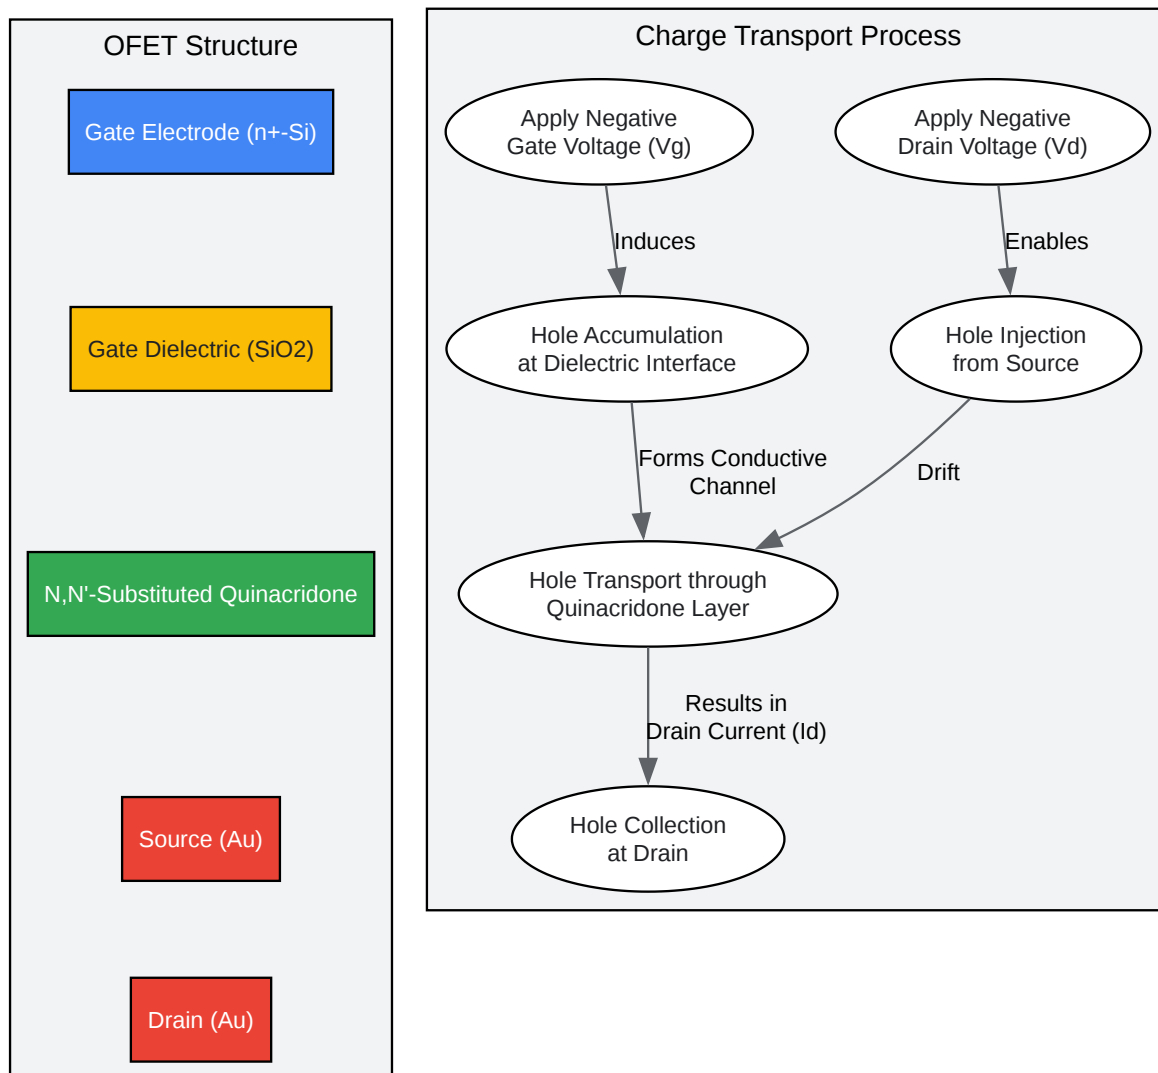 OFET Structure
Gate Electrode (n+-Si)
Gate Dielectric (SiO2)
N,N'-Substituted Quinacridone
Source (Au)
Drain (Au)
Charge Transport Process
Apply Negative
Gate Voltage (Vg)
Apply Negative
Drain Voltage (Vd)
Induces
Enables
Hole Accumulation
at Dielectric Interface
Hole Injection
from Source
Forms Conductive
Channel
Drift
Hole Transport through
Quinacridone Layer
Results in
Drain Current (Id)
Hole Collection
at Drain